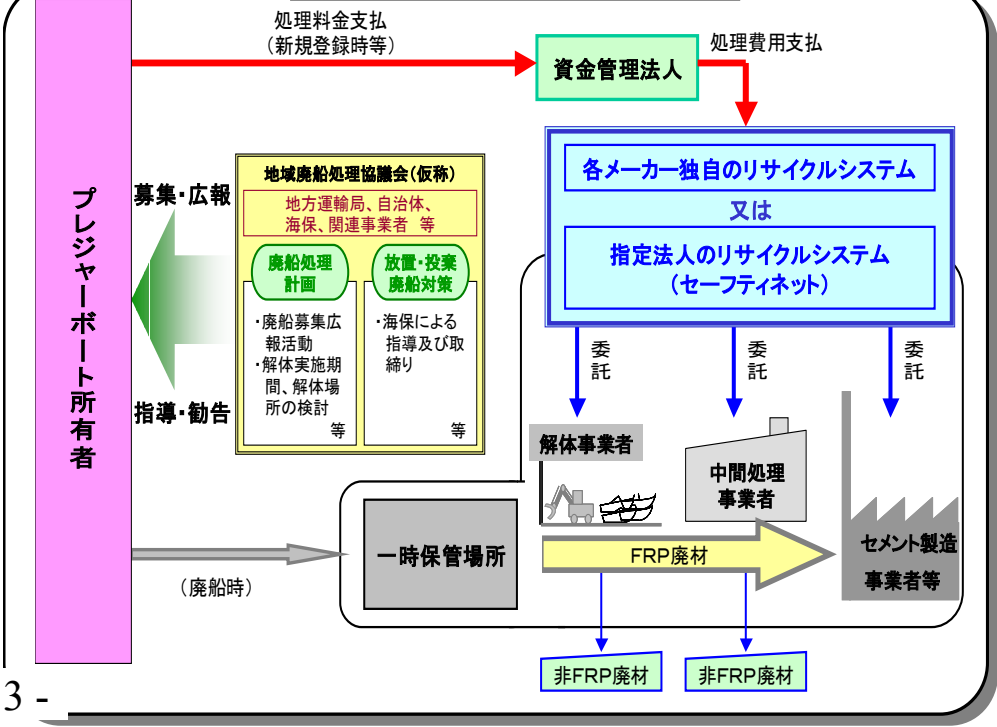 処理料金支払
（新規登録時等）
資金管理法人
処理費用支払
プレジャーボート所有者
募集・広報
指導・勧告
地域廃船処理協議会（仮称）
地方運輸局、自治体、
海保、関連事業者 等
廃船処理
計画
・廃船募集広
報活動
・解体実施期
間、解体場
所の検討
等
放置・投棄
廃船対策
・海保による
指導及び取
締り
等
各メーカー独自のリサイクルシステム
又は
指定法人のリサイクルシステム
（セーフティネット）
委託
委託
委託
解体事業者
中間処理
事業者
セメント製造
事業者等
一時保管場所
（廃船時）
FRP廃材
非FRP廃材
非FRP廃材
3 -